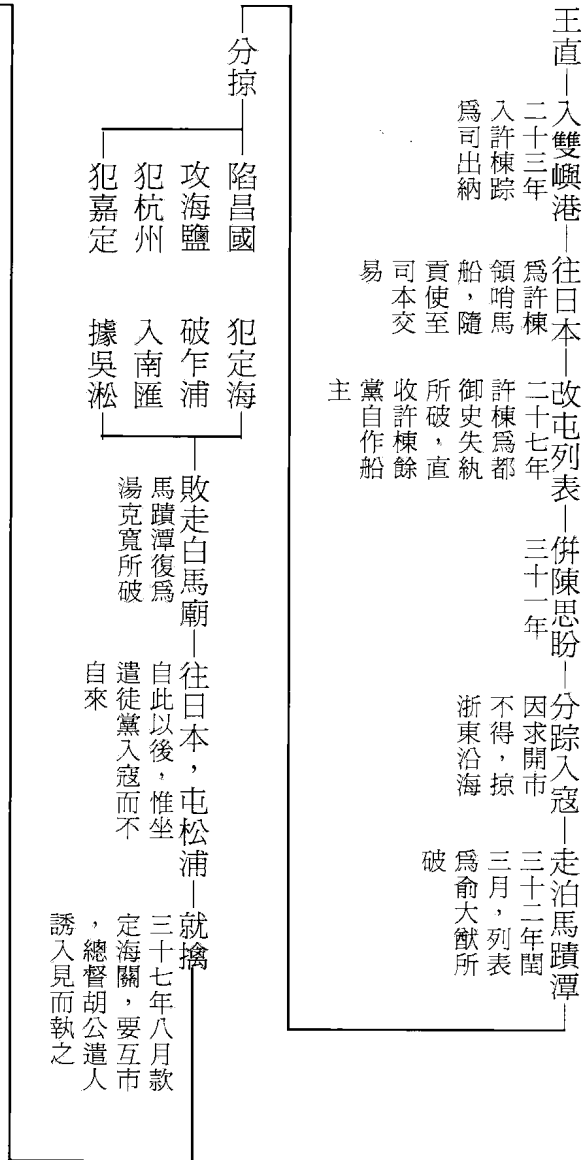 王直
入雙嶼港
二十三年
入許棟踪
爲司出納
往日本
爲許棟
領哨馬
船，隨
貢使至
司本交
易
改屯列表
二十七年
許棟爲都
御史失紈
所破，直
收許棟餘
黨自作船
主
倂陳思盼
三十一年
分踪入寇
因求開市
不得，掠
浙東沿海
走泊馬蹟潭
三十二年閏
三月，列表
爲俞大猷所
破
分掠
陷昌國　犯定海
攻海鹽　破乍浦
犯杭州　入南匯
犯嘉定　據吳淞
敗走白馬廟
馬蹟潭復爲
湯克寬所破
往日本，屯松浦
自此以後，惟坐
遣徒黨入寇而不
自來
就擒
三十七年八月款
定海關，要互市
，總督胡公遣人
誘入見而執之